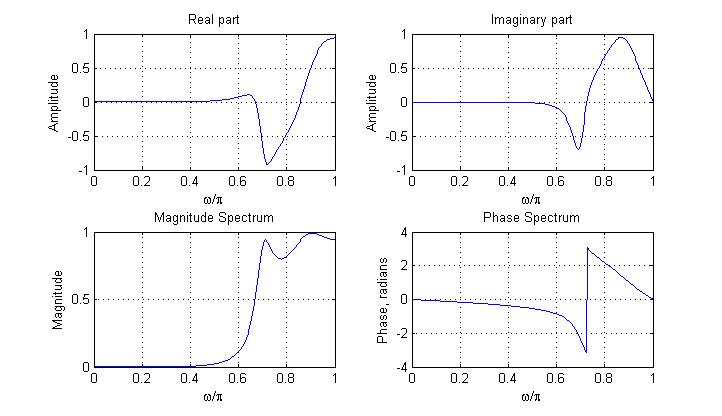 Real part
Amplitude
1
0.5
0
-0.5
-1
0 0.2 0.4 0.6 0.8 1
ω/π
Imaginary part
Amplitude
1
0.5
0
-0.5
-1
0 0.2 0.4 0.6 0.8 1
ω/π
Magnitude Spectrum
Magnitude
1
0.5
0
0 0.2 0.4 0.6 0.8 1
ω/π
Phase Spectrum
Phase, radians
4
2
0
-2
-4
0 0.2 0.4 0.6 0.8 1
ω/π